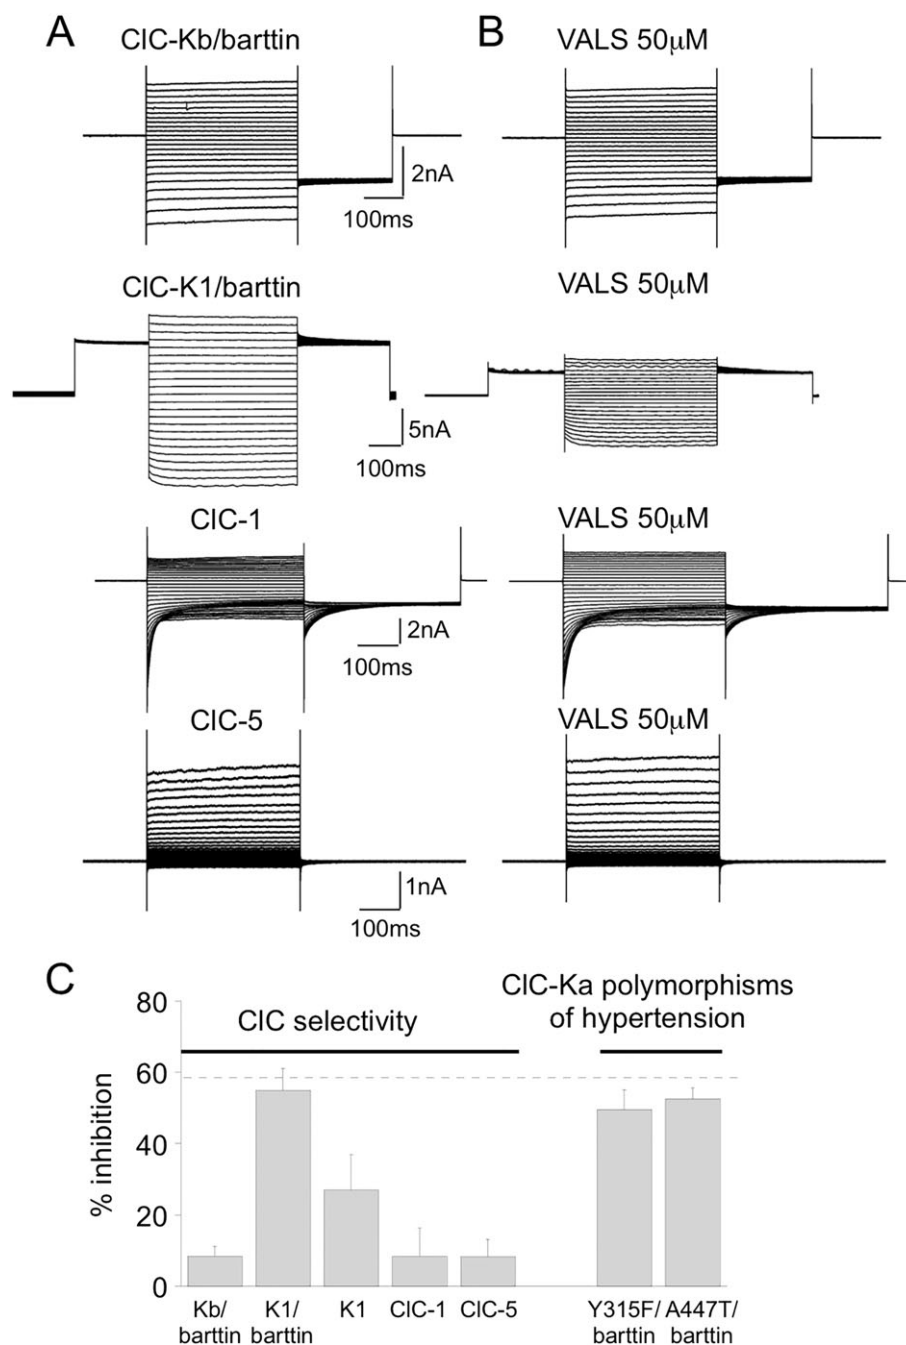 A
B
ClC-Kb/barttin
VALS 50μM
2nA
100ms
ClC-K1/barttin
VALS 50μM
5nA
100ms
ClC-1
VALS 50μM
2nA
100ms
ClC-5
VALS 50μM
1nA
100ms
C
ClC-Ka polymorphisms
of hypertension
ClC selectivity
% inhibition
80
60
40
20
0
Kb/
barttin
K1/
barttin
K1
ClC-1
ClC-5
Y315F/
barttin
A447T/
barttin